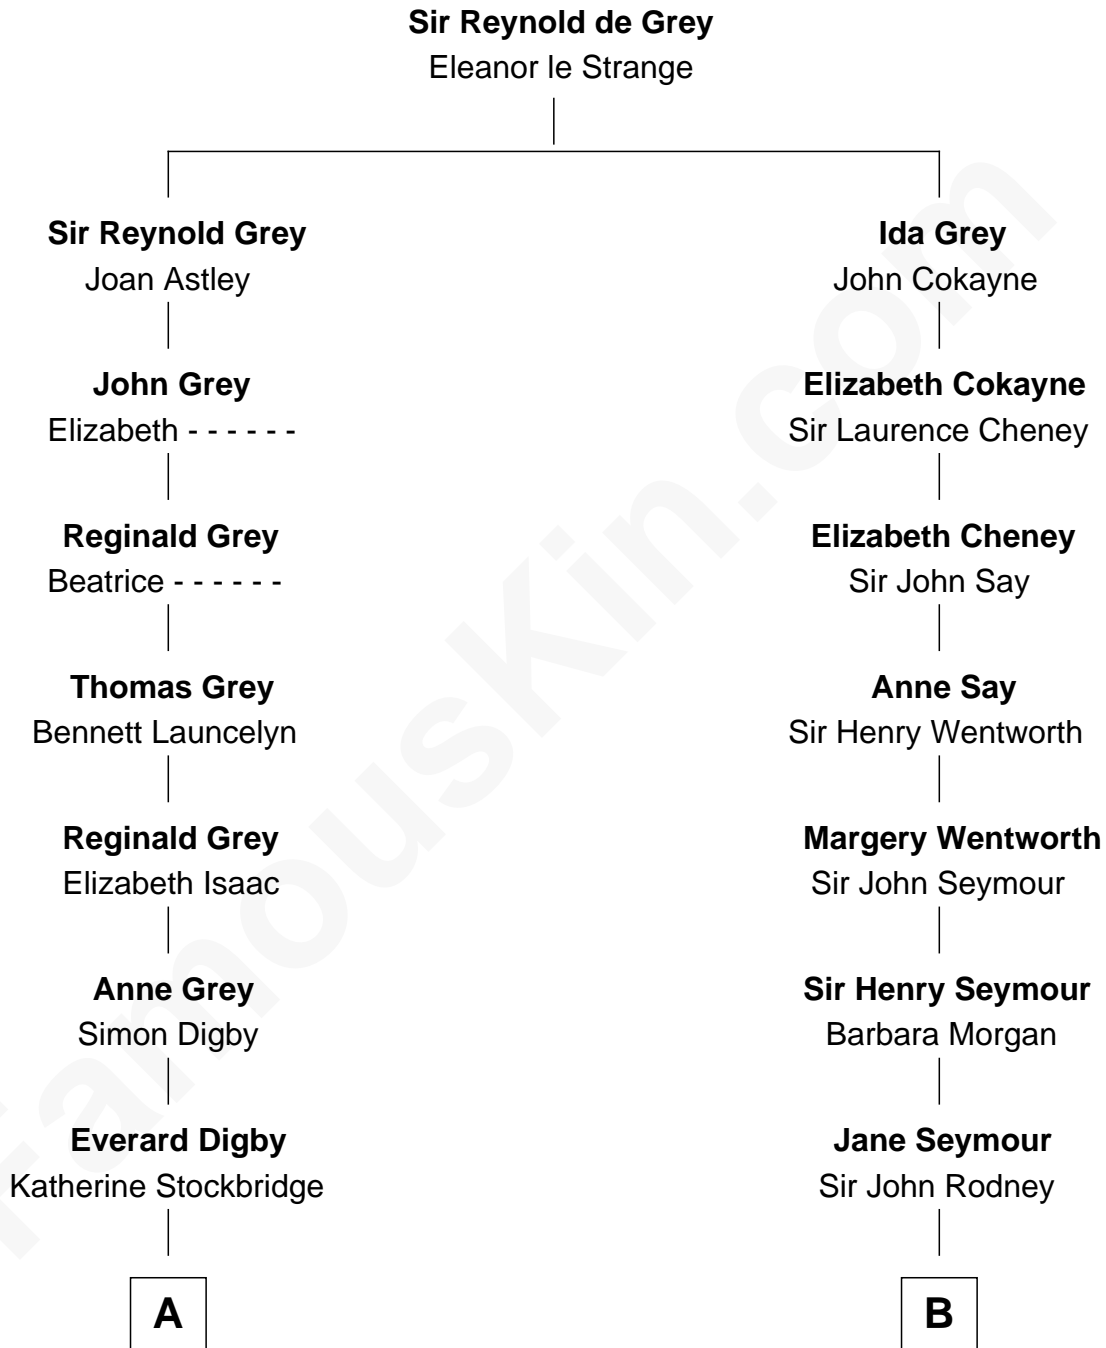 Sir Reynold de Grey
Eleanor le Strange
Sir Reynold Grey
Joan Astley
Ida Grey
John Cokayne
John Grey
Elizabeth - - - - - -
Elizabeth Cokayne
Sir Laurence Cheney
Reginald Grey
Beatrice - - - - - -
Elizabeth Cheney
Sir John Say
Thomas Grey
Bennett Launcelyn
Anne Say
Sir Henry Wentworth
Reginald Grey
Elizabeth Isaac
Margery Wentworth
Sir John Seymour
Anne Grey
Simon Digby
Sir Henry Seymour
Barbara Morgan
Everard Digby
Katherine Stockbridge
Jane Seymour
Sir John Rodney
A
B
FamousKin.com